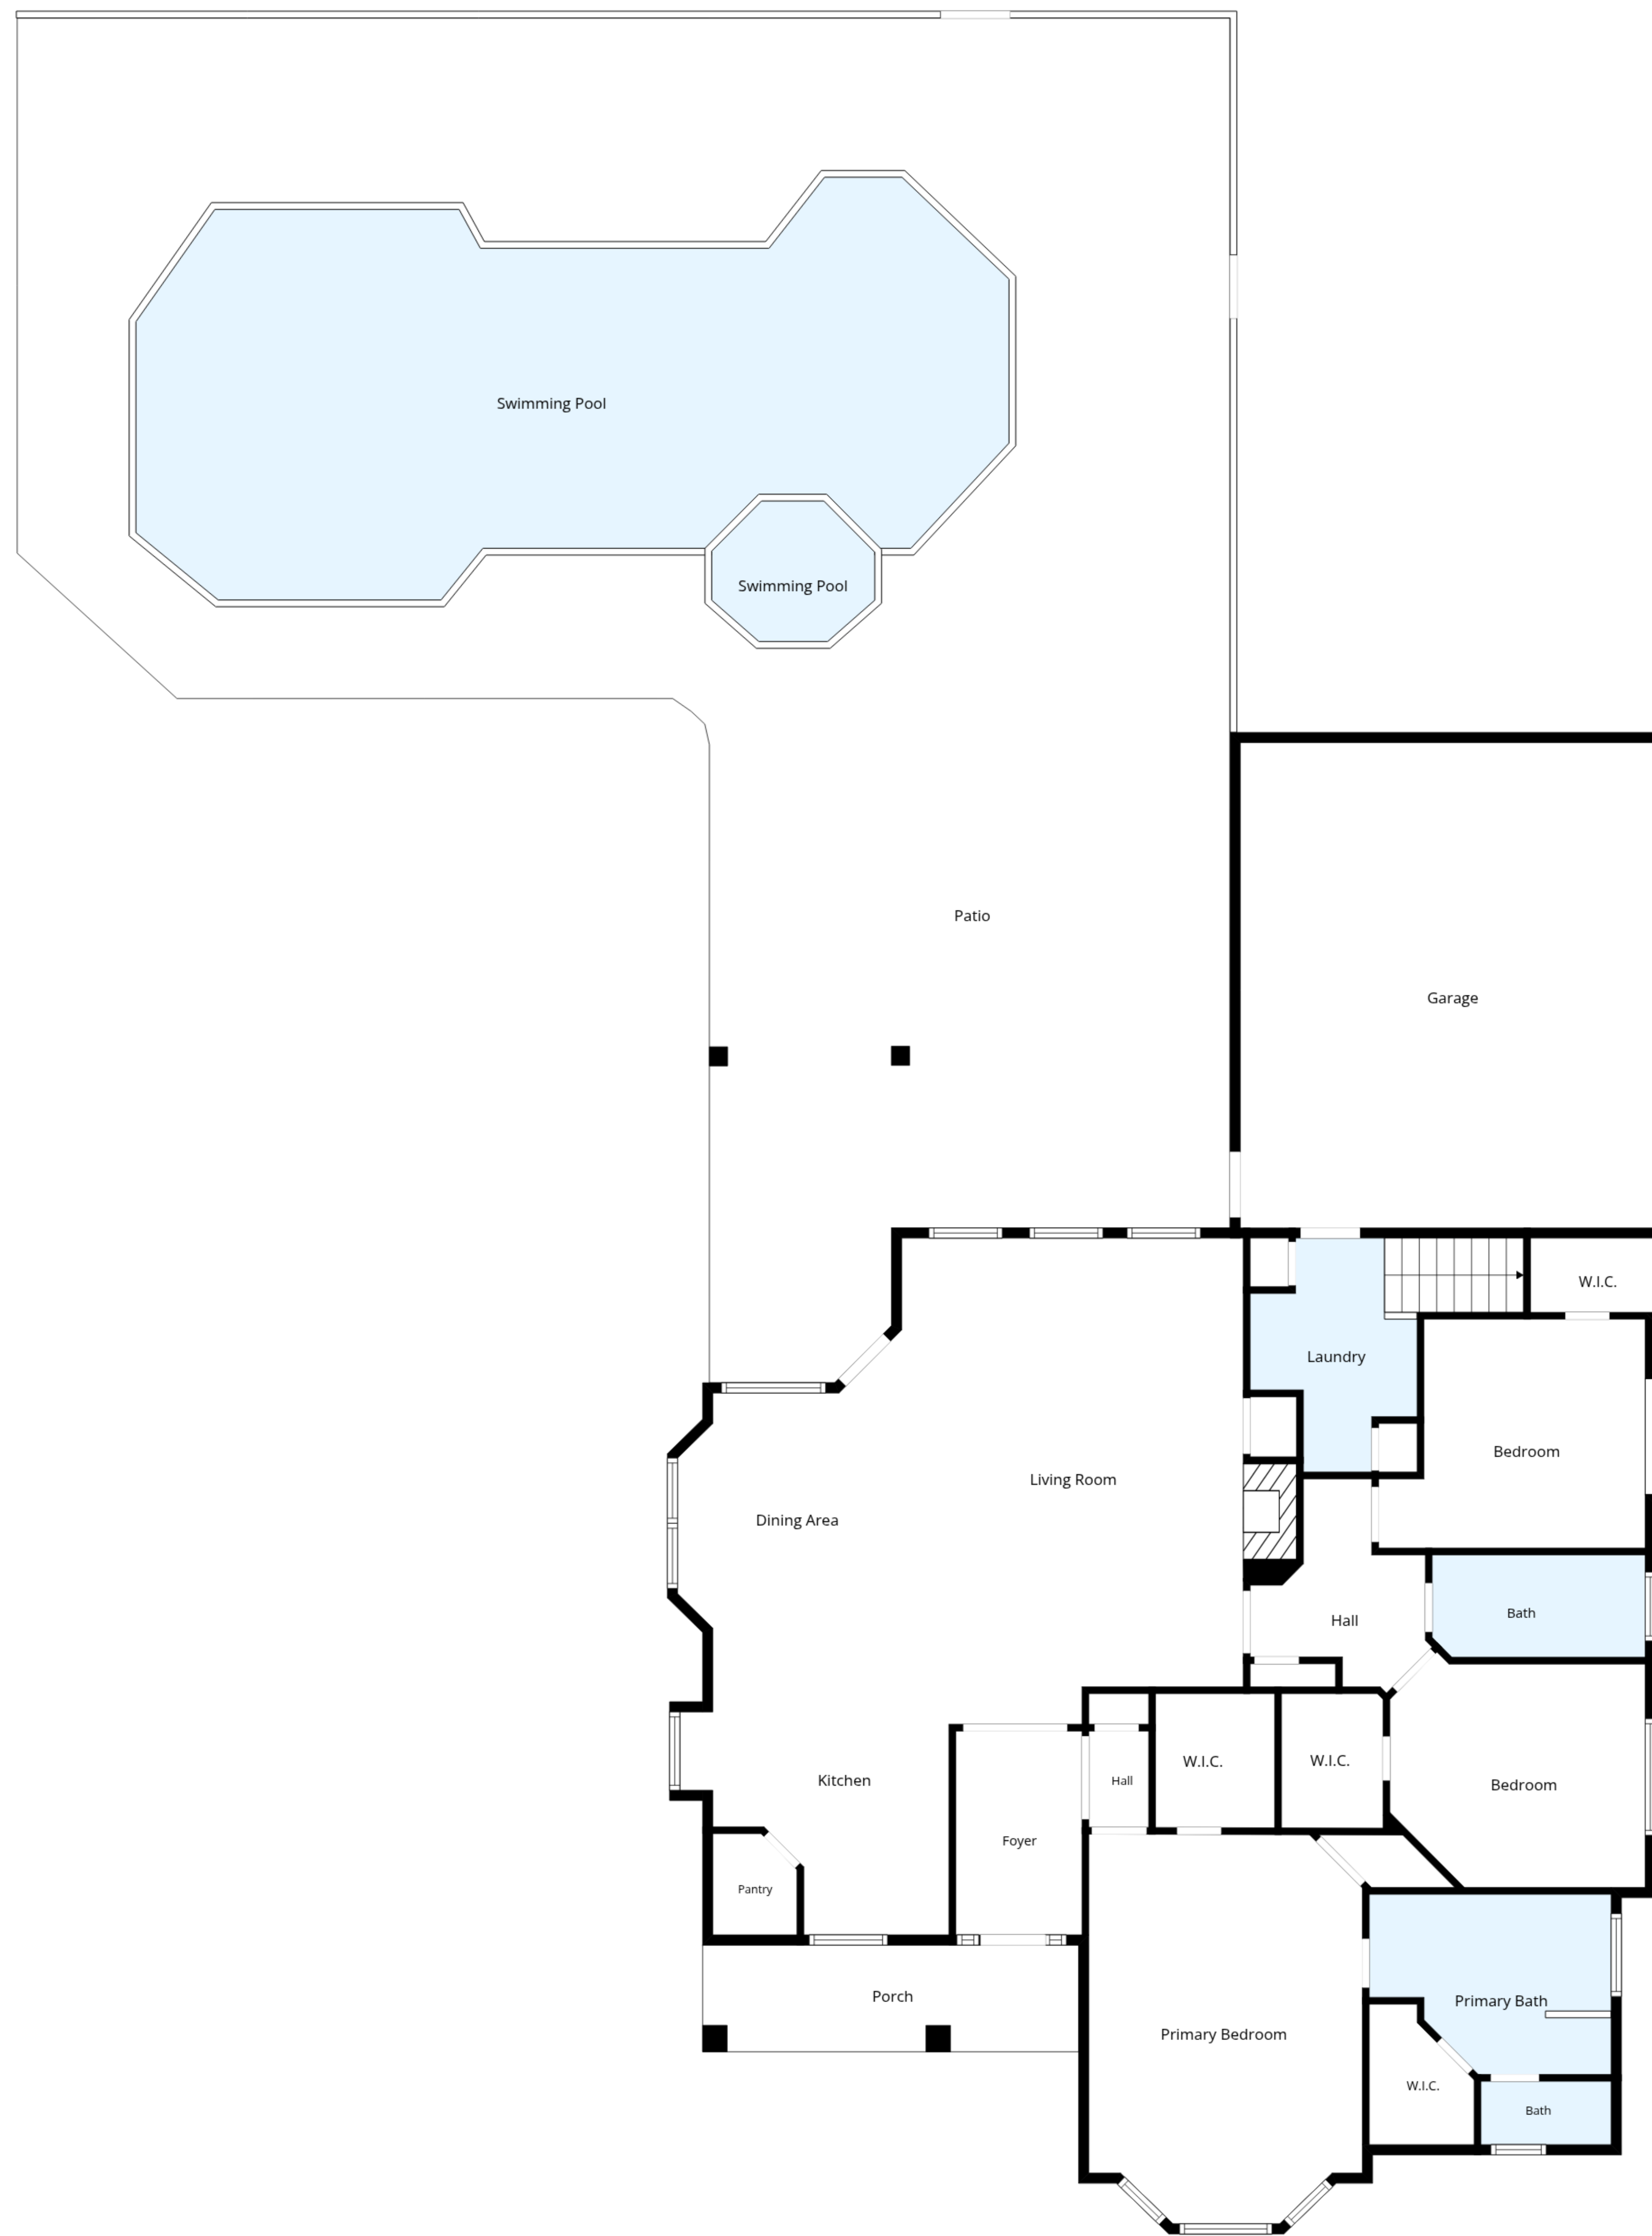 Swimming Pool
Swimming Pool
Patio
Garage
W.I.C.
Laundry
Bedroom
Living Room
Dining Area
Bath
Hall
W.I.C.
W.I.C.
Kitchen
Hall
Bedroom
Foyer
Pantry
Porch
Primary Bath
Primary Bedroom
W.I.C.
Bath